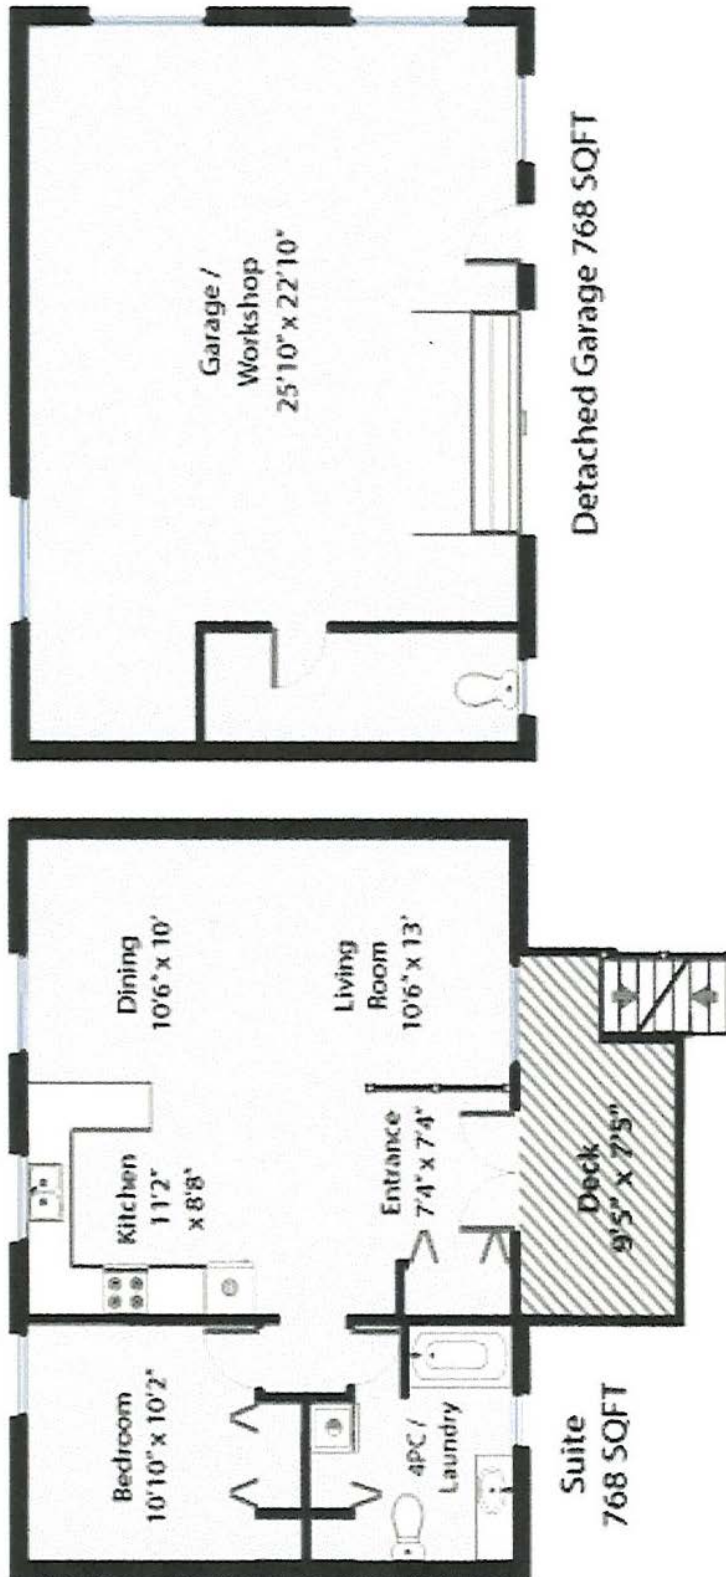 Bedroom
10'10" x 10'2"
Kitchen
11'2"
x 8'8"
Dining
10'6" x 10'
4PC /
Laundry
Entrance
7'4" x 7'4"
Living
Room
10'6" x 13'
Deck
9'5" x 7'5"
Suite
768 SQFT
Garage /
Workshop
25'10" x 22'10"
Detached Garage 768 SQFT